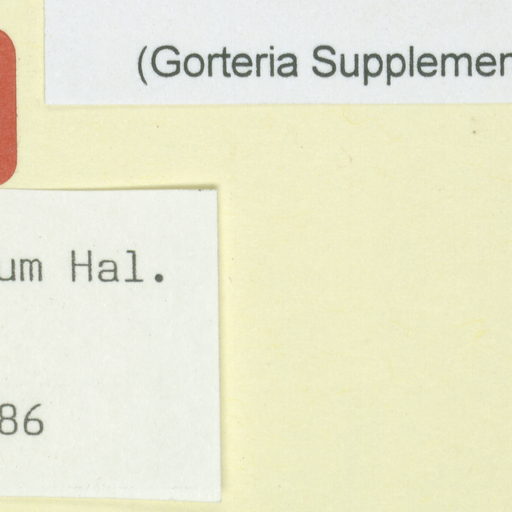 (Gorteria Supplemen
um Hal.
86